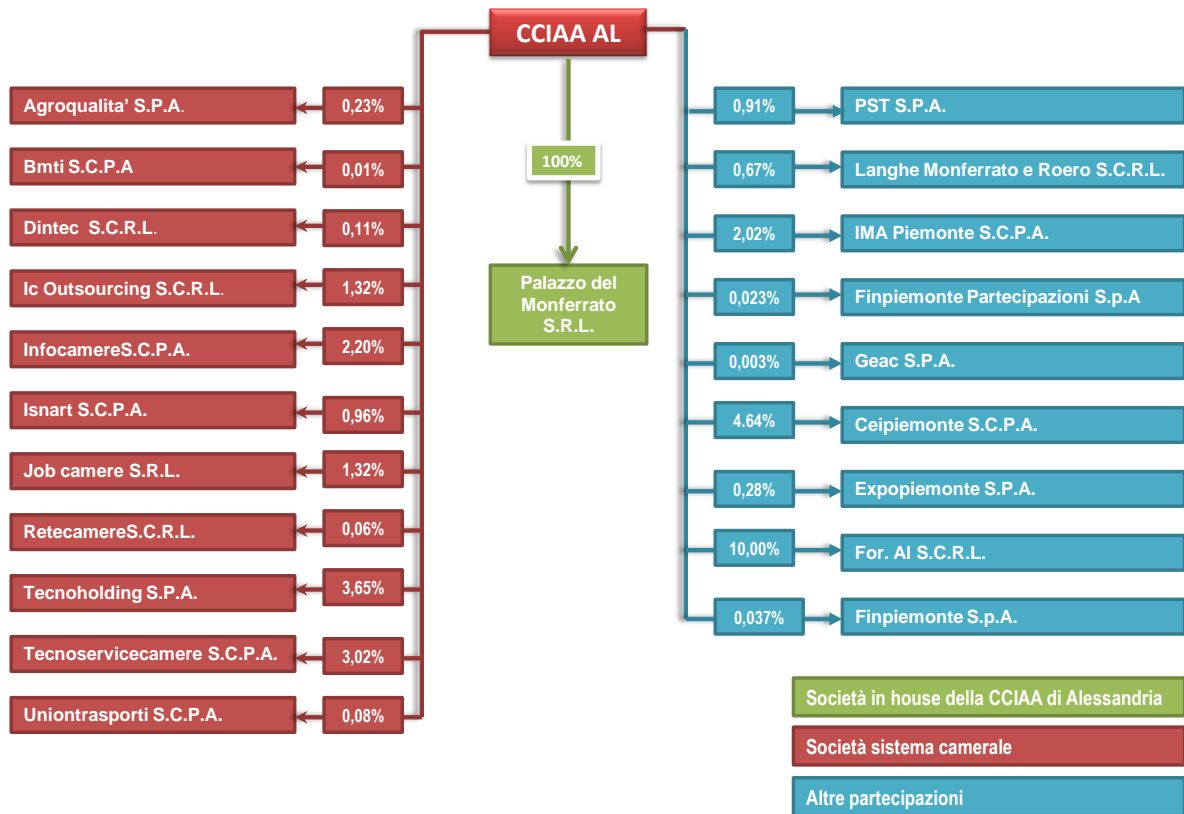 CCIAA AL
Agroqualita' S.P.A.
0,23%
Bmti S.C.P.A
0,01%
Dintec S.C.R.L.
0,11%
Ic Outsourcing S.C.R.L.
1,32%
InfocamereS.C.P.A.
2,20%
Isnart S.C.P.A.
0,96%
Job camere S.R.L.
1,32%
RetecamereS.C.R.L.
0,06%
Tecnoholding S.P.A.
3,65%
Tecnoservicecamere S.C.P.A.
3,02%
Uniontrasporti S.C.P.A.
0,08%
100%
Palazzo del
Monferrato
S.R.L.
0,91%
PST S.P.A.
0,67%
Langhe Monferrato e Roero S.C.R.L.
2,02%
IMA Piemonte S.C.P.A.
0,023%
Finpiemonte Partecipazioni S.p.A
0,003%
Geac S.P.A.
4.64%
Ceipiemonte S.C.P.A.
0,28%
Expopiemonte S.P.A.
10,00%
For. Al S.C.R.L.
0,037%
Finpiemonte S.p.A.
Società in house della CCIAA di Alessandria
Società sistema camerale
Altre partecipazioni